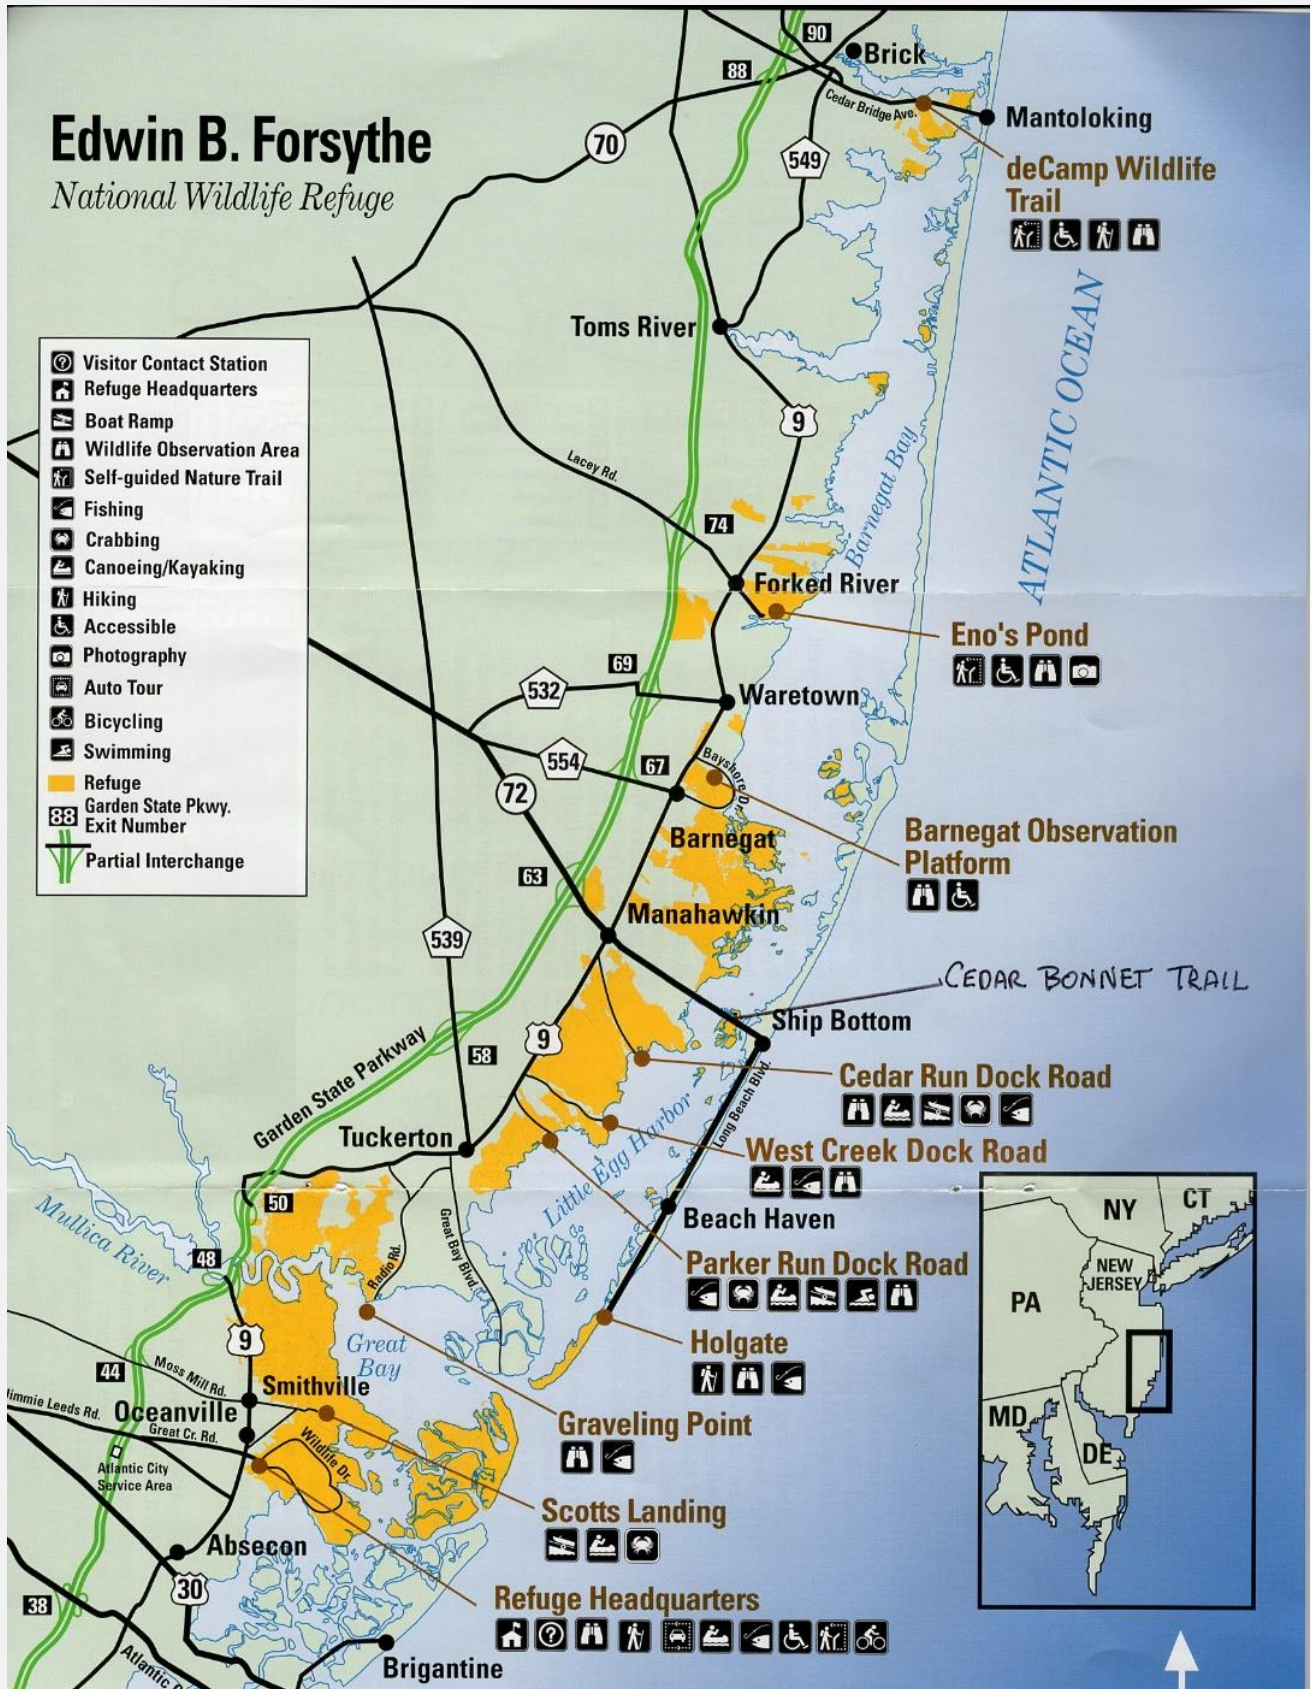 Edwin B. Forsythe
National Wildlife Refuge
90
Brick
88
Cedar Bridge Ave.
Mantoloking
70
549
deCamp Wildlife
Trail
ATLANTIC OCEAN
Toms River
9
Visitor Contact Station
Refuge Headquarters
Boat Ramp
Wildlife Observation Area
Self-guided Nature Trail
Fishing
Crabbing
Canoeing/Kayaking
Hiking
Accessible
Photography
Auto Tour
Bicycling
Swimming
Refuge
88 Garden State Pkwy.
Exit Number
Partial Interchange
Lacey Rd.
Barnegat Bay
74
Forked River
Eno's Pond
69
532
Waretown
554
67
Bayshore Dr.
72
Barnegat
Barnegat Observation
Platform
63
Manahawkin
539
CEDAR BONNET TRAIL
Ship Bottom
9
58
Garden State Parkway
Cedar Run Dock Road
Long Beach Blvd.
Tuckerton
West Creek Dock Road
Little Egg Harbor
50
Mullica River
Beach Haven
Great Bay Blvd.
Radio Rd.
48
Parker Run Dock Road
NY
CT
NEW
JERSEY
PA
MD
DE
9
Great
Bay
Holgate
44
Moss Mill Rd.
Smithville
Jimmie Leeds Rd.
Oceanville
Great Cr. Rd.
Graveling Point
Wildlife Dr.
Atlantic City
Service Area
Scotts Landing
Absecon
30
Refuge Headquarters
38
Atlantic
Brigantine